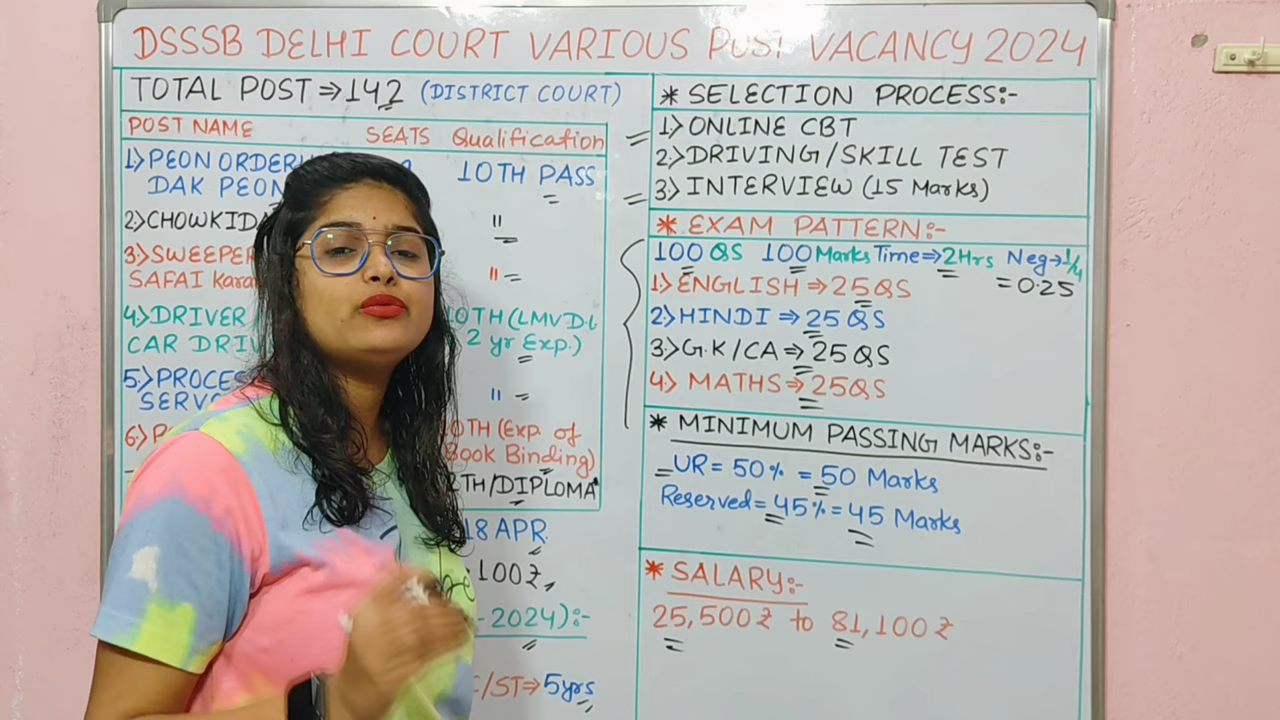 DSSSB DELHI COURT VARIOUS POST VACANCY 2024
TOTAL POST ⇒ 142 (DISTRICT COURT)
POST NAME SEATS Qualification
1.> PEON ORDERL 10TH PASS
DAK PEON
2.> CHOWKIDA "
3.> SWEEPER "
SAFAI Kara
4.> DRIVER 10TH (LMV D.L
CAR DRIV 2 yr Exp.)
5.> PROCES "
SERV
6.> 10TH (Exp. of
Book Binding)
2TH/DIPLOMA*
18 APR.
100₹
-2024):-
/ST ⇒ 5yrs
* SELECTION PROCESS:-
1.> ONLINE CBT
2.> DRIVING/SKILL TEST
3.> INTERVIEW (15 Marks)
* EXAM PATTERN:-
100 QS 100 Marks Time ⇒ 2Hrs Neg → 1/4
= 0.25
1.> ENGLISH ⇒ 25 QS
2.> HINDI ⇒ 25 QS
3.> G.K/CA ⇒ 25 QS
4.> MATHS ⇒ 25 QS
* MINIMUM PASSING MARKS:-
UR = 50% = 50 Marks
Reserved = 45% = 45 Marks
* SALARY:-
25,500₹ to 81,100₹